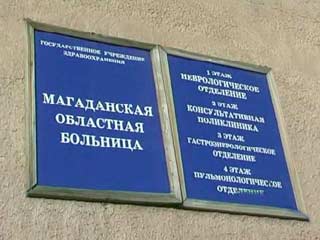 ГОСУДАРСТВЕННОЕ УЧРЕЖДЕНИЕ
ЗДРАВООХРАНЕНИЯ
МАГАДАНСКАЯ
ОБЛАСТНАЯ
БОЛЬНИЦА
1 ЭТАЖ
НЕВРОЛОГИЧЕСКОЕ
ОТДЕЛЕНИЕ
2 ЭТАЖ
КОНСУЛЬТАТИВНАЯ
ПОЛИКЛИНИКА
3 ЭТАЖ
ГАСТРОЭНЕРОЛОГИЧЕСКОЕ
ОТДЕЛЕНИЕ
4 ЭТАЖ
ПУЛЬМОНОЛОГИЧЕСКОЕ
ОТДЕЛЕНИЕ